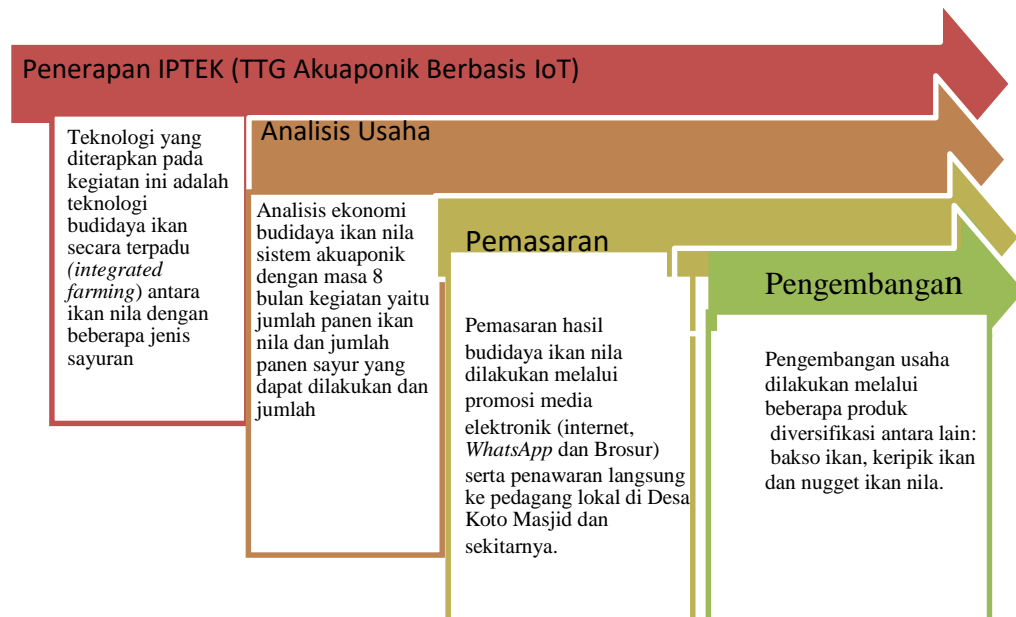 Penerapan IPTEK (TTG Akuaponik Berbasis IoT)
Teknologi yang
diterapkan pada
kegiatan ini adalah
teknologi
budidaya ikan
secara terpadu
(integrated
farming) antara
ikan nila dengan
beberapa jenis
sayuran
Analisis Usaha
Analisis ekonomi
budidaya ikan nila
sistem akuaponik
dengan masa 8
bulan kegiatan yaitu
jumlah panen ikan
nila dan jumlah
panen sayur yang
dapat dilakukan dan
jumlah
Pemasaran
Pemasaran hasil
budidaya ikan nila
dilakukan melalui
promosi media
elektronik (internet,
WhatsApp dan Brosur)
serta penawaran langsung
ke pedagang lokal di Desa
Koto Masjid dan
sekitarnya.
Pengembangan
Pengembangan usaha
dilakukan melalui
beberapa produk
diversifikasi antara lain:
bakso ikan, keripik ikan
dan nugget ikan nila.